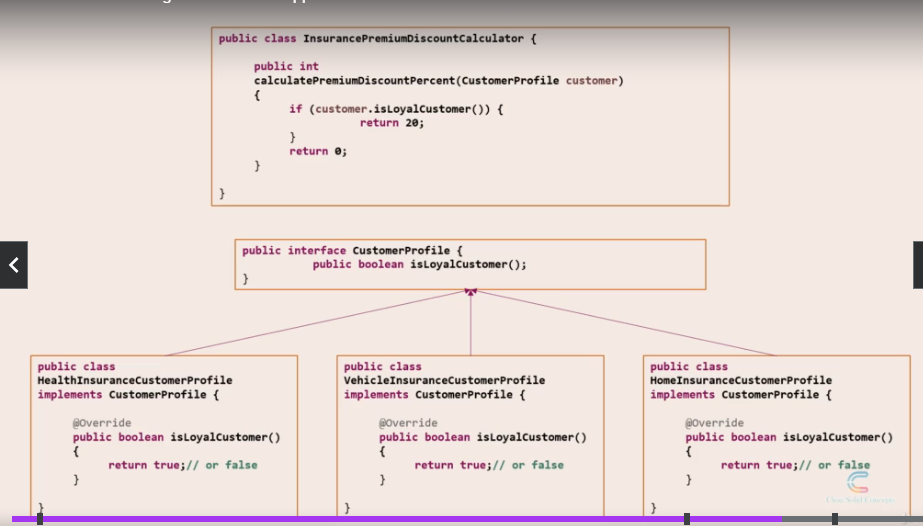 public class InsurancePremiumDiscountCalculator {
public int
calculatePremiumDiscountPercent(CustomerProfile customer)
{
if (customer.isLoyalCustomer()) {
return 20;
}
return 0;
}
}
public interface CustomerProfile {
public boolean isLoyalCustomer();
}
public class
HealthInsuranceCustomerProfile
implements CustomerProfile {
@Override
public boolean isLoyalCustomer()
{
return true;// or false
}
}
public class
VehicleInsuranceCustomerProfile
implements CustomerProfile {
@Override
public boolean isLoyalCustomer()
{
return true;// or false
}
}
public class
HomeInsuranceCustomerProfile
implements CustomerProfile {
@Override
public boolean isLoyalCustomer()
{
return true;// or false
}
}